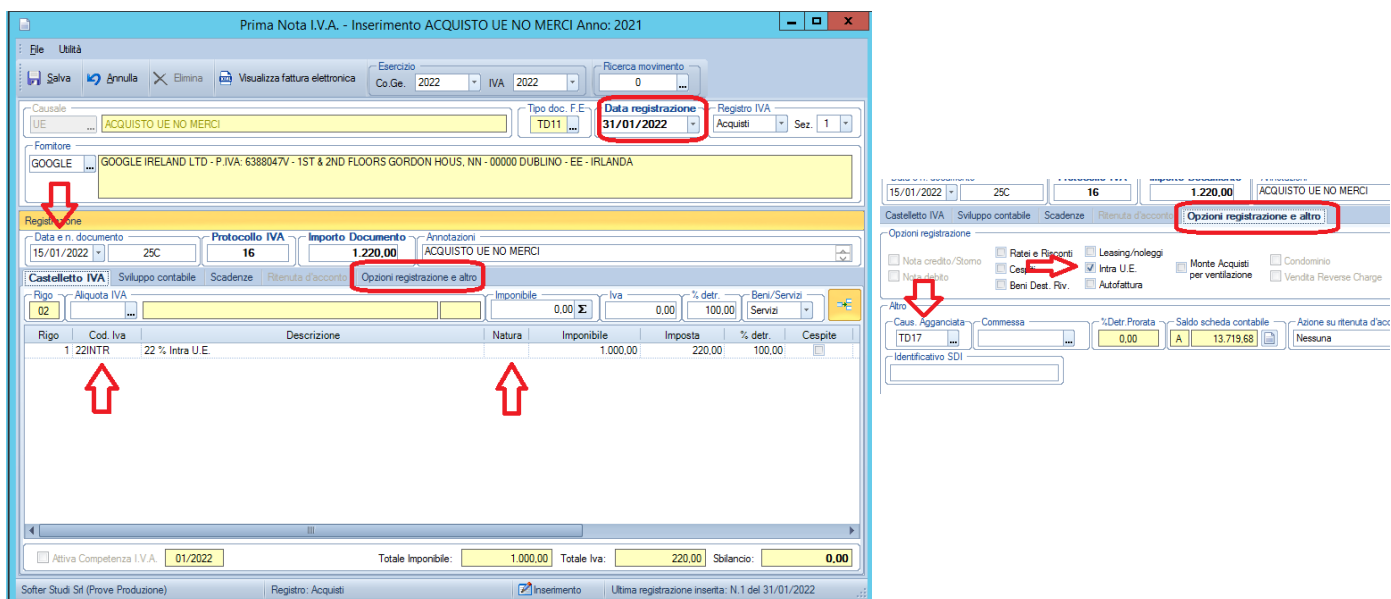 Prima Nota I.V.A. - Inserimento ACQUISTO UE NO MERCI Anno: 2021
File Utilità
Salva Annulla Elimina Visualizza fattura elettronica
Esercizio
Co.Ge. 2022 IVA 2022
Ricerca movimento
0 ...
Causale
UE ... ACQUISTO UE NO MERCI
Tipo doc. F.E
TD11 ...
Data registrazione
31/01/2022
Registro IVA
Acquisti Sez. 1
Fornitore
GOOGLE ... GOOGLE IRELAND LTD - P.IVA: 6388047V - 1ST & 2ND FLOORS GORDON HOUS, NN - 00000 DUBLINO - EE - IRLANDA
Registrazione
Data e n. documento Protocollo IVA Importo Documento Annotazioni
15/01/2022 25C 16 1.220,00 ACQUISTO UE NO MERCI
Castelletto IVA Sviluppo contabile Scadenze Ritenuta d'acconto Opzioni registrazione e altro
Rigo Aliquota IVA Imponibile Iva % detr. Beni/Servizi
02 ... 0,00 Σ 0,00 100,00 Servizi
Rigo Cod. Iva Descrizione Natura Imponibile Imposta % detr. Cespite
1 22INTR 22 % Intra U.E. 1.000,00 220,00 100,00
Attiva Competenza I.V.A. 01/2022 Totale Imponibile: 1.000,00 Totale Iva: 220,00 Sbilancio: 0,00
Softer Studi Srl (Prove Produzione) Registro: Acquisti Inserimento Ultima registrazione inserita: N.1 del 31/01/2022
Data e n. documento Protocollo IVA Importo Documento Annotazioni
15/01/2022 25C 16 1.220,00 ACQUISTO UE NO MERCI
Castelletto IVA Sviluppo contabile Scadenze Ritenuta d'acconto Opzioni registrazione e altro
Opzioni registrazione
Nota credito/Storno Ratei e Risconti Leasing/noleggi Monte Acquisti per ventilazione Condominio
Nota debito Cespiti Intra U.E. Vendita Reverse Charge
Beni Dest. Riv. Autofattura
Altro
Caus. Agganciata Commessa %Detr.Prorata Saldo scheda contabile Azione su ritenuta d'acc
TD17 ... ... 0,00 A 13.719,68 Nessuna
Identificativo SDI